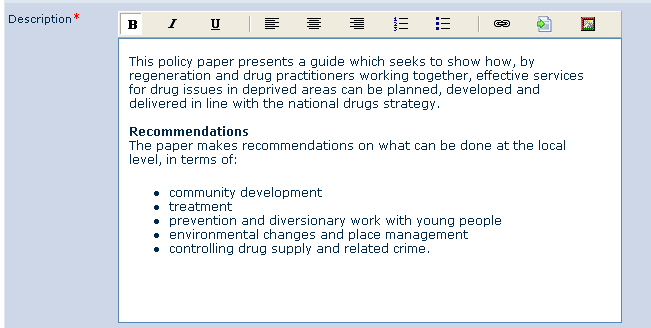 Description*
B I U
This policy paper presents a guide which seeks to show how, by
regeneration and drug practitioners working together, effective services
for drug issues in deprived areas can be planned, developed and
delivered in line with the national drugs strategy.
Recommendations
The paper makes recommendations on what can be done at the local
level, in terms of:
• community development
• treatment
• prevention and diversionary work with young people
• environmental changes and place management
• controlling drug supply and related crime.